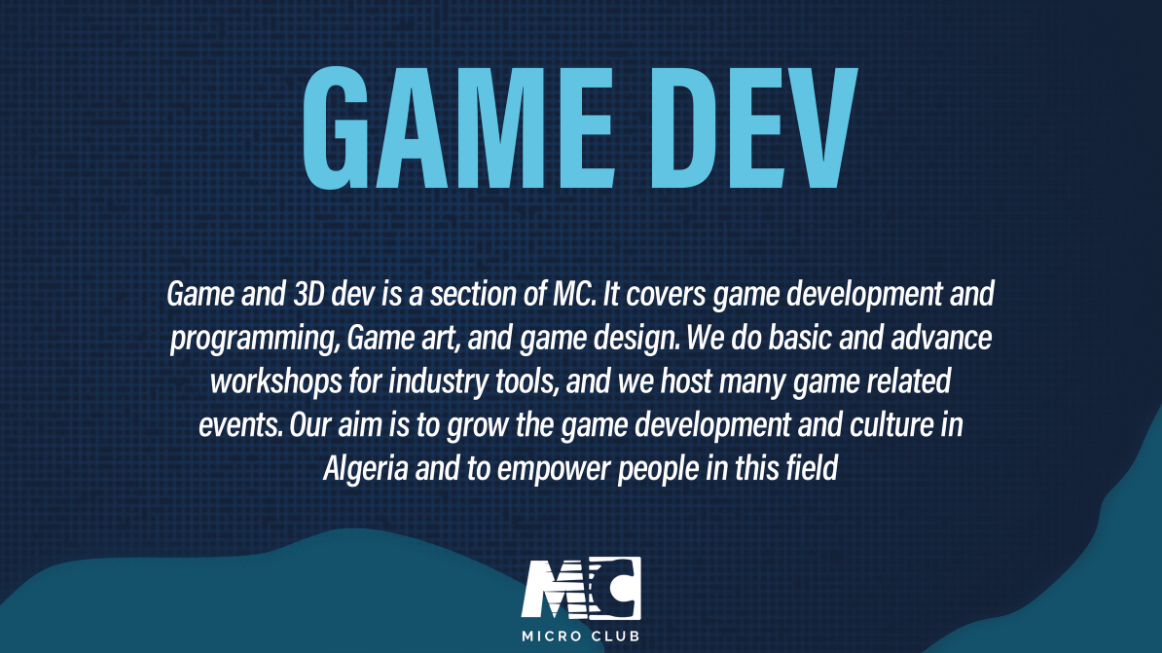 GAME DEV
Game and 3D dev is a section of MC. It covers game development and
programming, Game art, and game design. We do basic and advance
workshops for industry tools, and we host many game related
events. Our aim is to grow the game development and culture in
Algeria and to empower people in this field
MC
MICRO CLUB